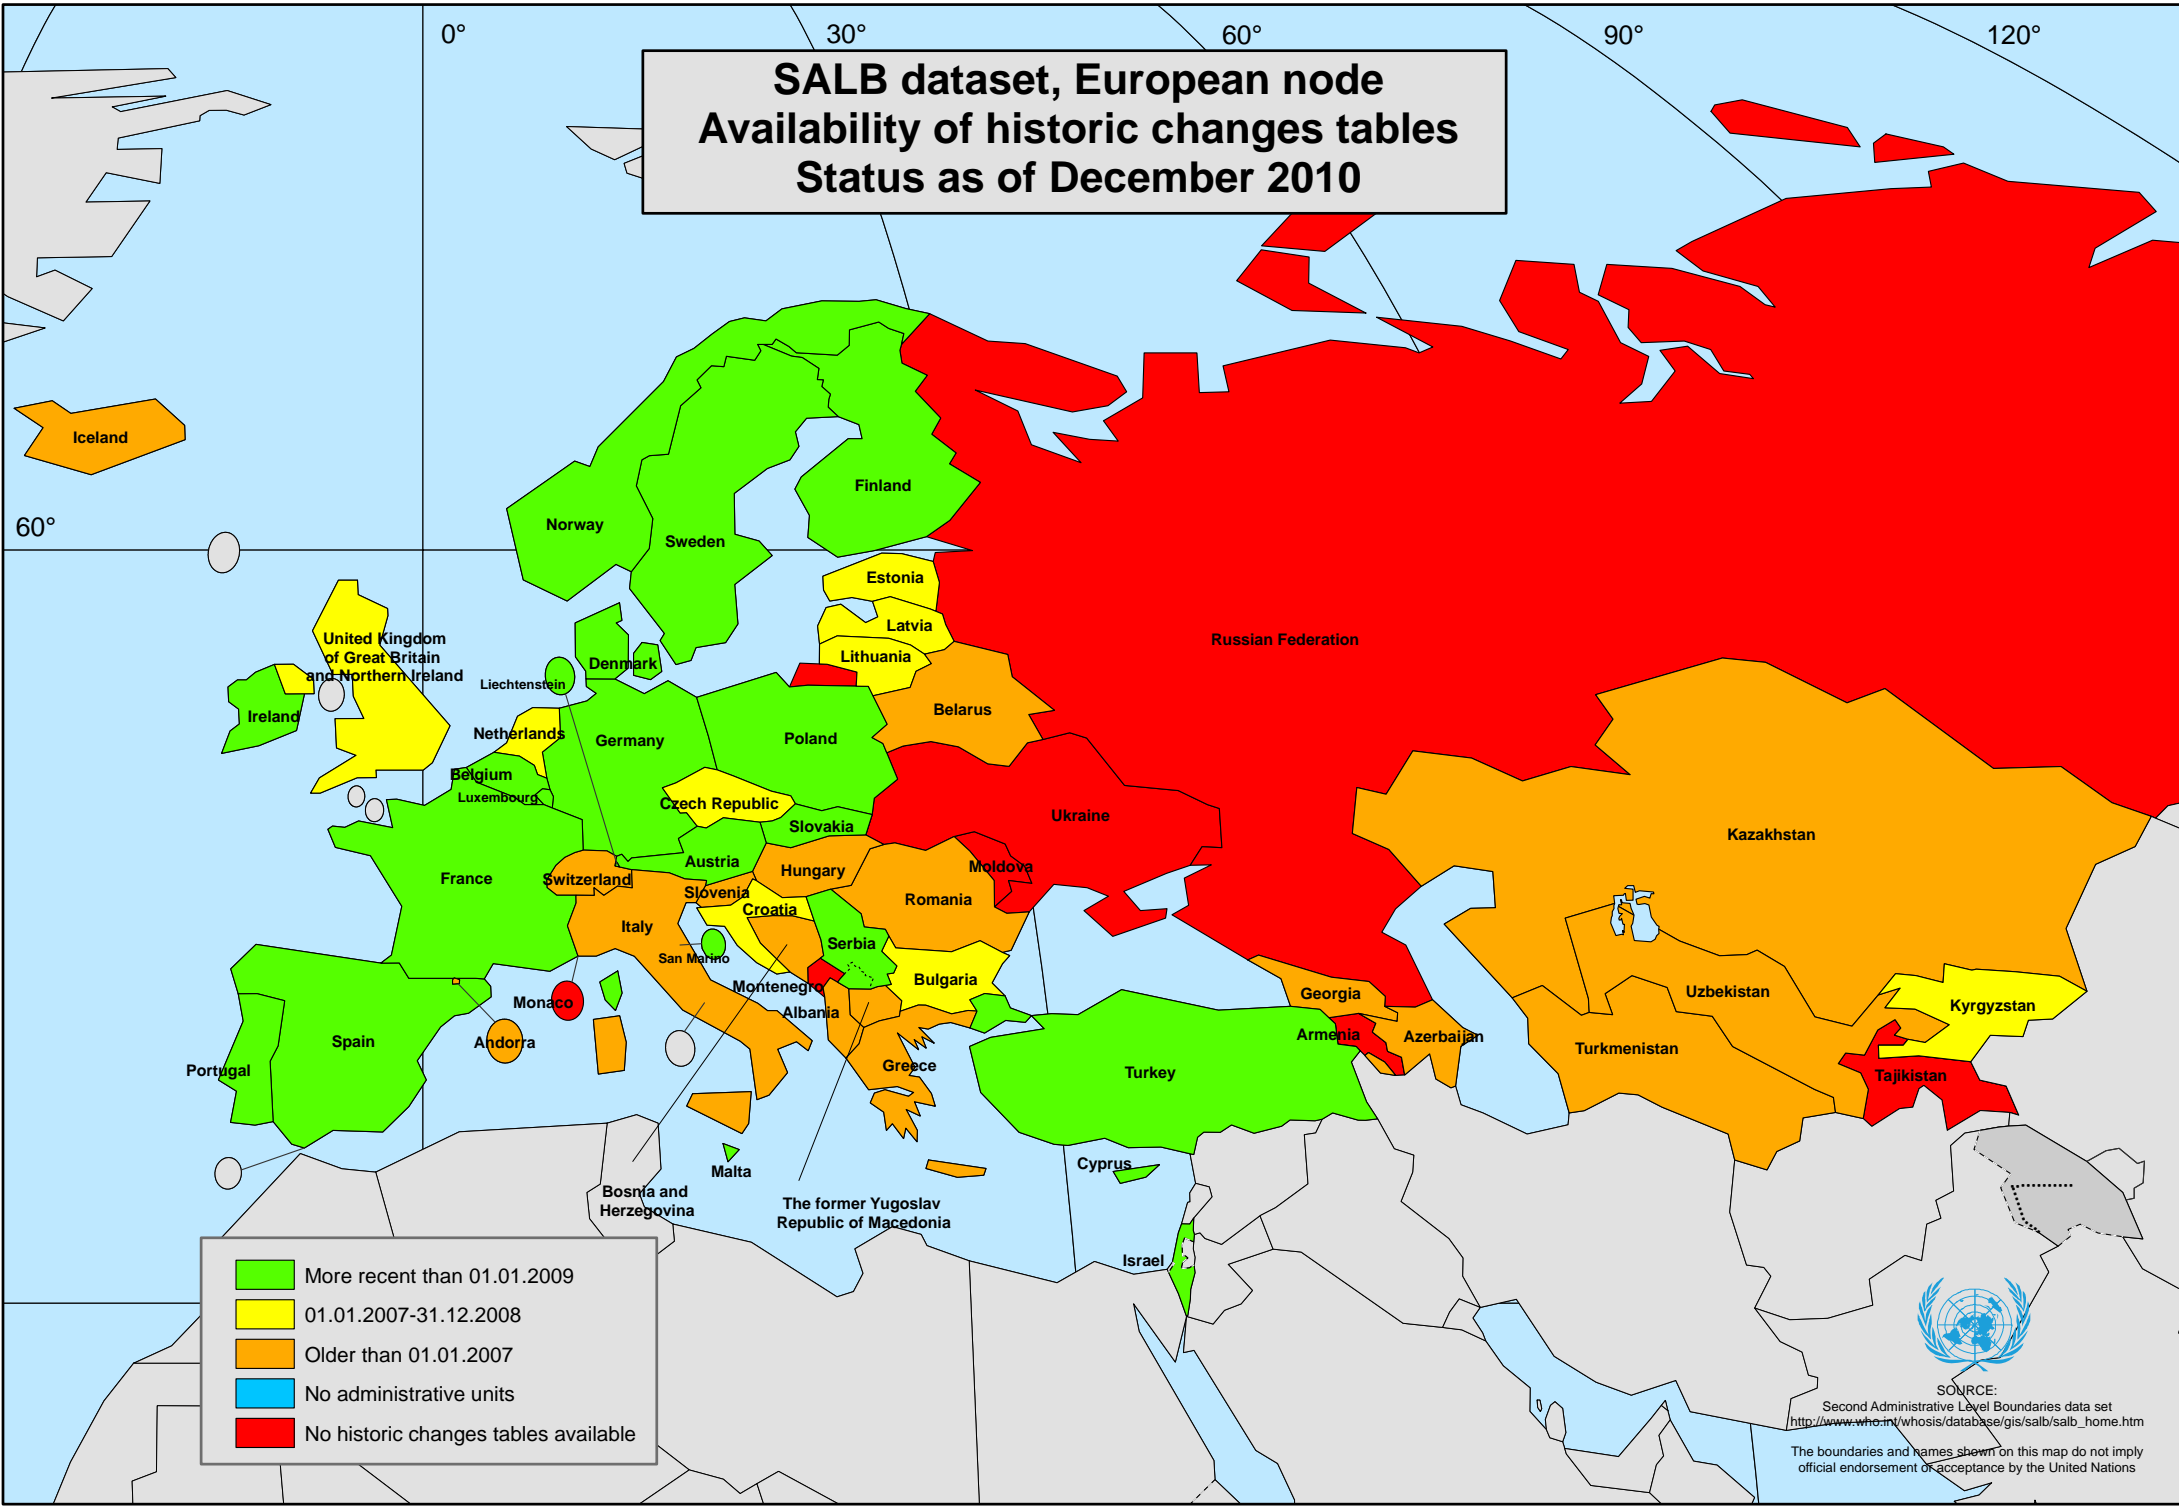 0°
30°
60°
90°
120°
SALB dataset, European node
Availability of historic changes tables
Status as of December 2010
Iceland
Finland
Norway
Sweden
60°
Estonia
Latvia
Lithuania
United Kingdom
of Great Britain
and Northern Ireland
Russian Federation
Denmark
Liechtenstein
Ireland
Belarus
Netherlands
Germany
Poland
Belgium
Luxembourg
Czech Republic
Slovakia
Ukraine
Kazakhstan
Austria
France
Switzerland
Hungary
Moldova
Slovenia
Croatia
Romania
Italy
Serbia
San Marino
Bulgaria
Montenegro
Georgia
Uzbekistan
Kyrgyzstan
Monaco
Albania
Armenia
Azerbaijan
Andorra
Spain
Turkmenistan
Portugal
Greece
Turkey
Tajikistan
Malta
Cyprus
Bosnia and
Herzegovina
The former Yugoslav
Republic of Macedonia
Israel
More recent than 01.01.2009
01.01.2007-31.12.2008
Older than 01.01.2007
No administrative units
No historic changes tables available
SOURCE:
Second Administrative Level Boundaries data set
http://www.who.int/whosis/database/gis/salb/salb_home.htm
The boundaries and names shown on this map do not imply
official endorsement or acceptance by the United Nations